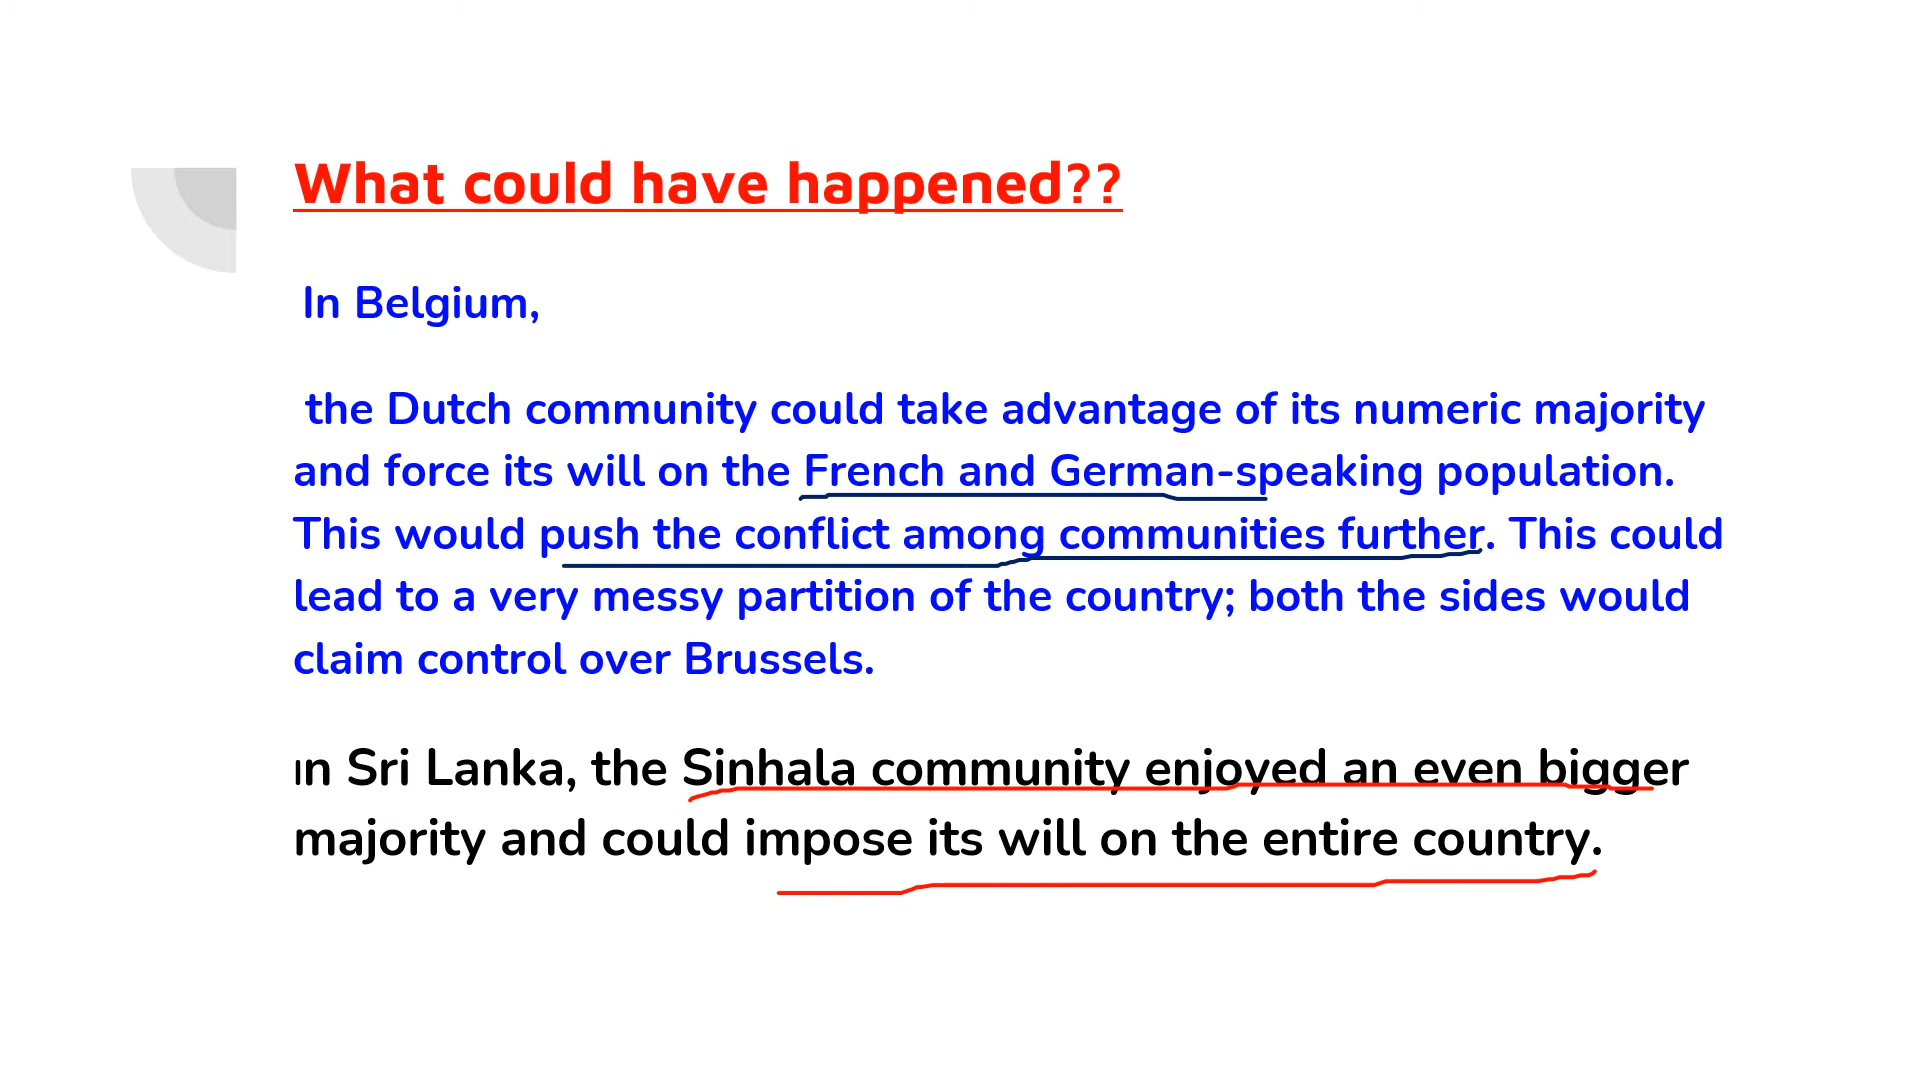 What could have happened??
In Belgium,
the Dutch community could take advantage of its numeric majority
and force its will on the French and German-speaking population.
This would push the conflict among communities further. This could
lead to a very messy partition of the country; both the sides would
claim control over Brussels.
In Sri Lanka, the Sinhala community enjoyed an even bigger
majority and could impose its will on the entire country.